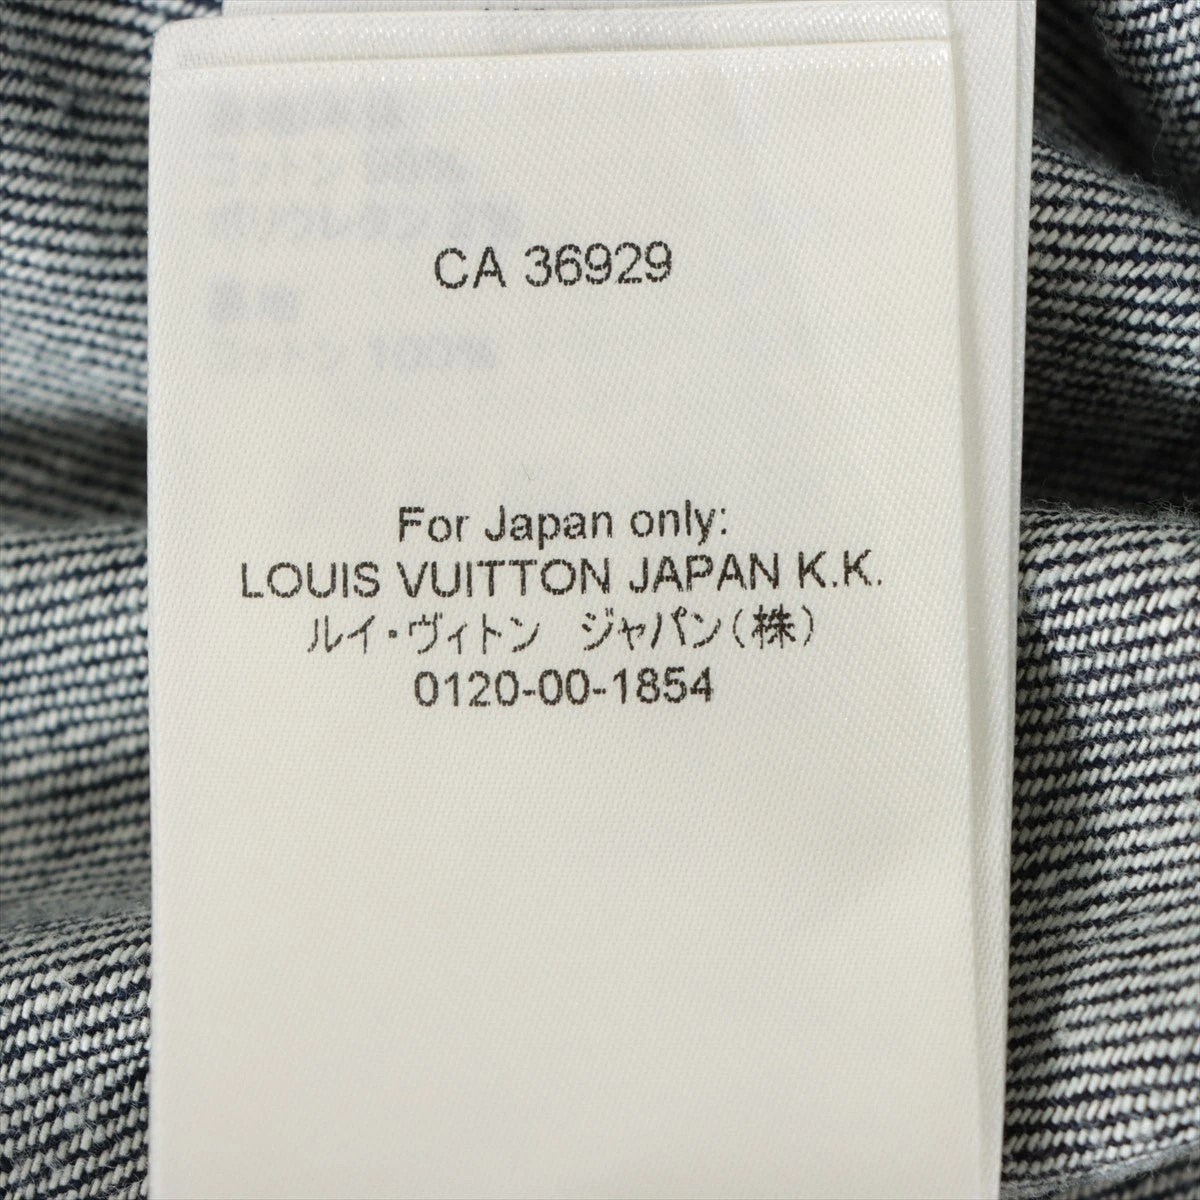 CA 36929
For Japan only:
LOUIS VUITTON JAPAN K.K.
ルイ・ヴィトン ジャパン(株)
0120-00-1854